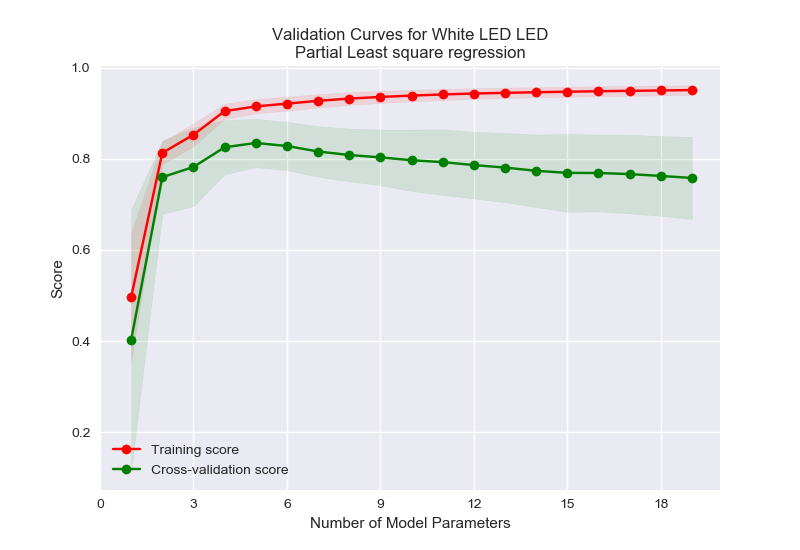 Validation Curves for White LED LED
Partial Least square regression
1.0
0.8
0.6
0.4
0.2
Score
Training score
Cross-validation score
0 3 6 9 12 15 18
Number of Model Parameters